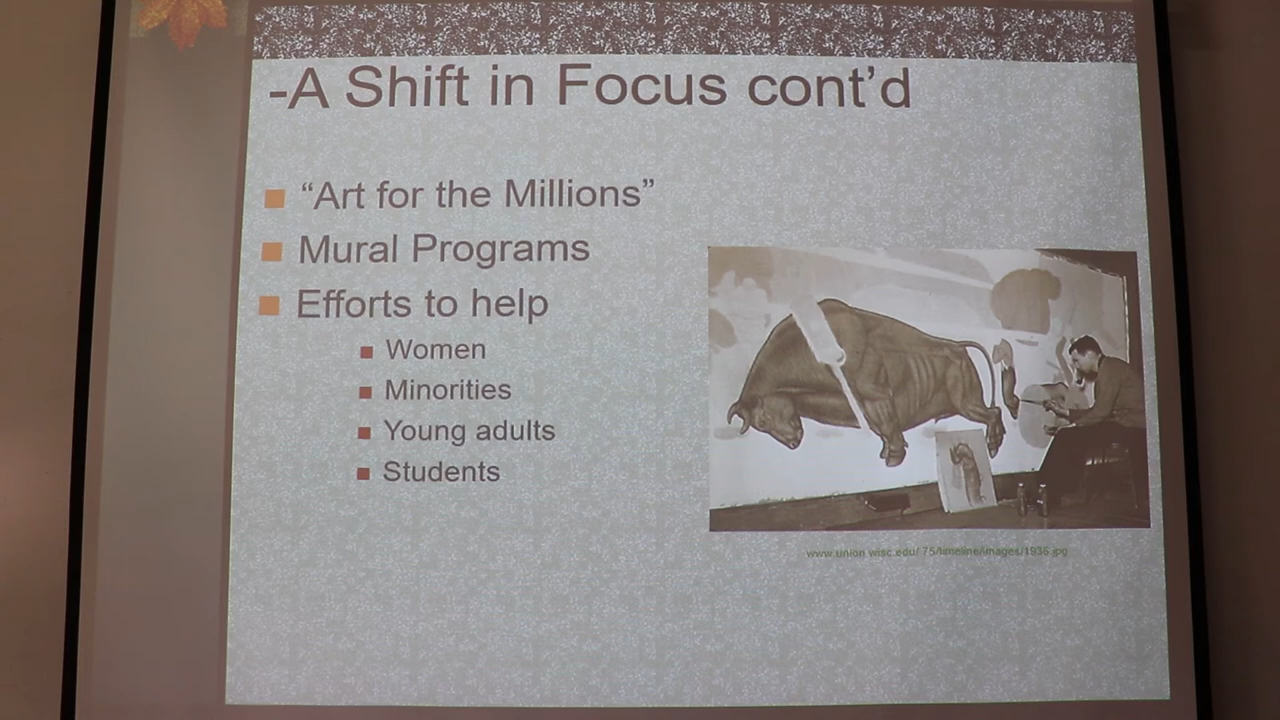 -A Shift in Focus cont’d
“Art for the Millions”
Mural Programs
Efforts to help
Women
Minorities
Young adults
Students
www.union.wisc.edu/ 75/timeline/images/1936.jpg